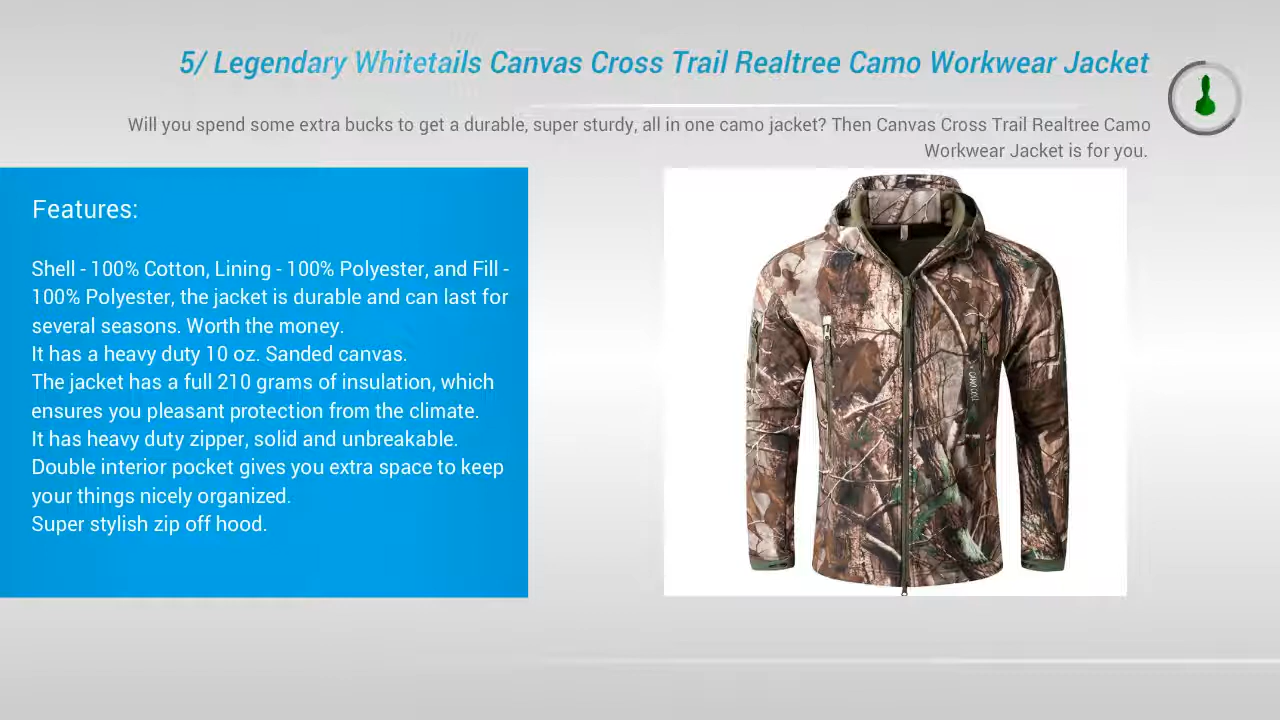 5/ Legendary Whitetails Canvas Cross Trail Realtree Camo Workwear Jacket
Will you spend some extra bucks to get a durable, super sturdy, all in one camo jacket? Then Canvas Cross Trail Realtree Camo
Workwear Jacket is for you.
Features:
Shell - 100% Cotton, Lining - 100% Polyester, and Fill -
100% Polyester, the jacket is durable and can last for
several seasons. Worth the money.
It has a heavy duty 10 oz. Sanded canvas.
The jacket has a full 210 grams of insulation, which
ensures you pleasant protection from the climate.
It has heavy duty zipper, solid and unbreakable.
Double interior pocket gives you extra space to keep
your things nicely organized.
Super stylish zip off hood.